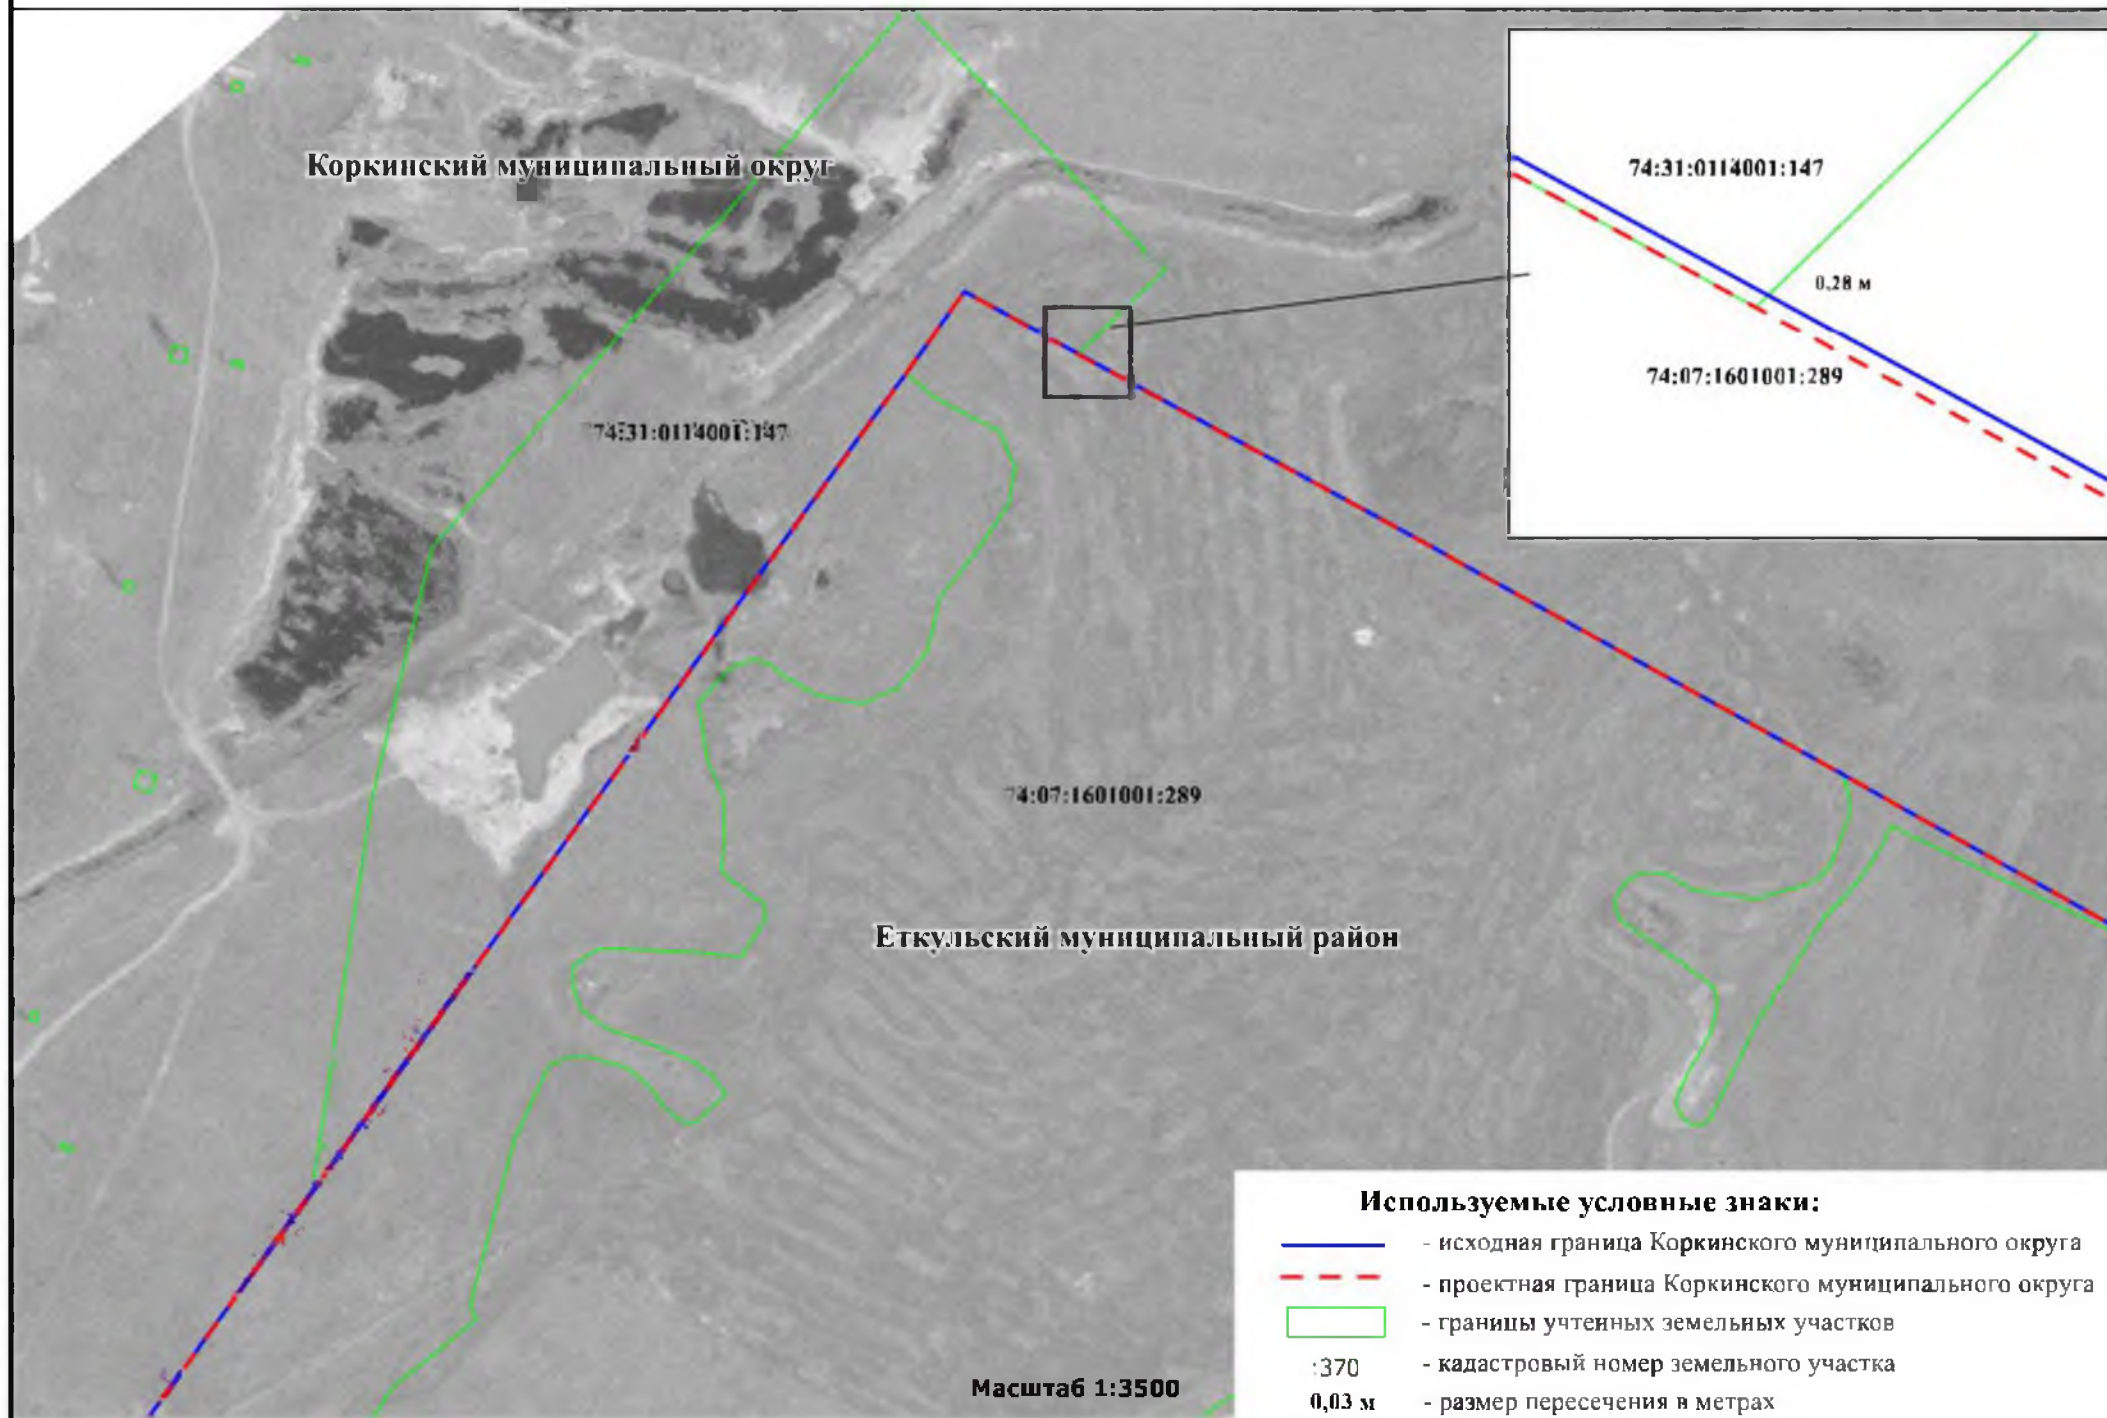 Коркинский муниципальный округ
74:31:0114001:147
0,28 м
74:07:1601001:289
74:31:0114001:147
74:07:1601001:289
Еткульский муниципальный район
Масштаб 1:3500
Используемые условные знаки:
- исходная граница Коркинского муниципального округа
- проектная граница Коркинского муниципального округа
- границы учтенных земельных участков
:370 - кадастровый номер земельного участка
0,03 м - размер пересечения в метрах